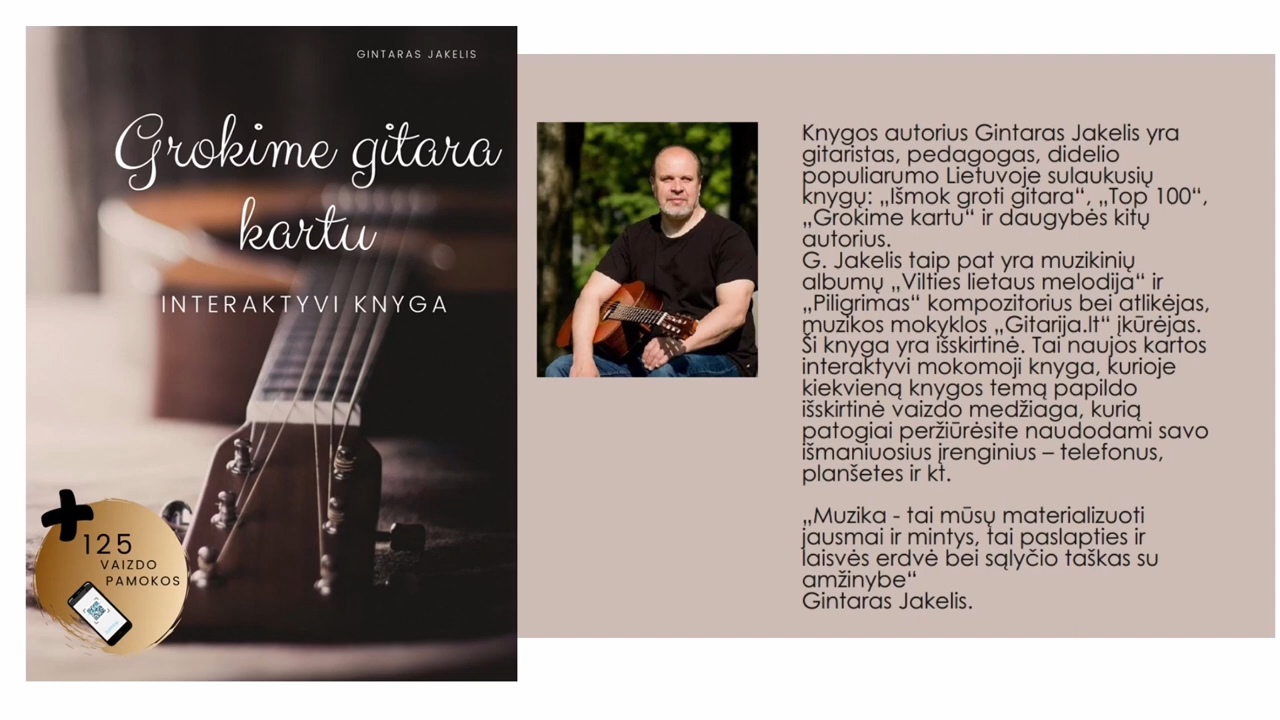 GINTARAS JAKELIS
Grokime gitara
kartu
INTERAKTYVI KNYGA
125
VAIZDO
PAMOKOS
Knygos autorius Gintaras Jakelis yra
gitaristas, pedagogas, didelio
populiarumo Lietuvoje sulaukusių
knygų: „Išmok groti gitara“, „Top 100“,
„Grokime kartu“ ir daugybės kitų
autorius.
G. Jakelis taip pat yra muzikinių
albumų „Vilties lietaus melodija“ ir
„Piligrimas“ kompozitorius bei atlikėjas,
muzikos mokyklos „Gitarija.lt“ įkūrėjas.
Ši knyga yra išskirtinė. Tai naujos kartos
interaktyvi mokomoji knyga, kurioje
kiekvieną knygos temą papildo
išskirtinė vaizdo medžiaga, kurią
patogiai peržiūrėsite naudodami savo
išmaniuosius įrenginius – telefonus,
planšetes ir kt.
„Muzika - tai mūsų materializuoti
jausmai ir mintys, tai paslapties ir
laisvės erdvė bei sąlyčio taškas su
amžinybe“
Gintaras Jakelis.